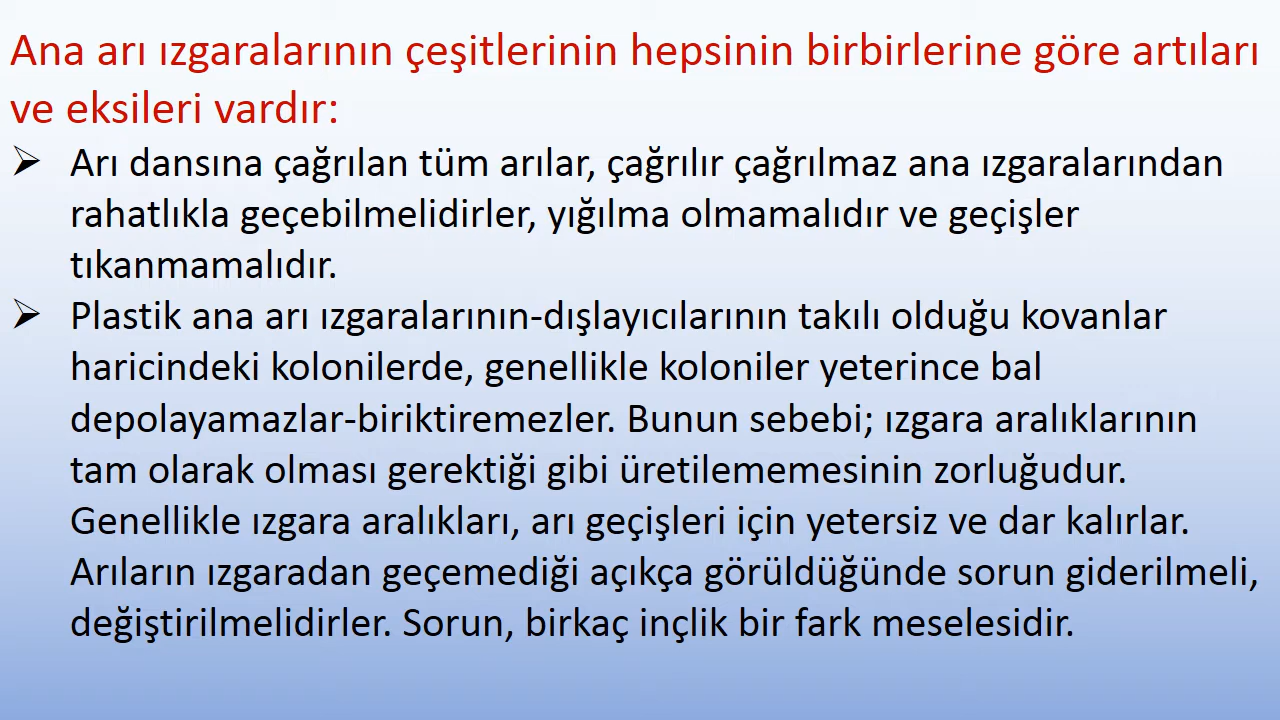 Ana arı ızgaralarının çeşitlerinin hepsinin birbirlerine göre artıları
ve eksileri vardır:
➢ Arı dansına çağrılan tüm arılar, çağrılır çağrılmaz ana ızgaralarından
rahatlıkla geçebilmelidirler, yığılma olmamalıdır ve geçişler
tıkanmamalıdır.
➢ Plastik ana arı ızgaralarının-dışlayıcılarının takılı olduğu kovanlar
haricindeki kolonilerde, genellikle koloniler yeterince bal
depolayamazlar-biriktiremezler. Bunun sebebi; ızgara aralıklarının
tam olarak olması gerektiği gibi üretilememesinin zorluğudur.
Genellikle ızgara aralıkları, arı geçişleri için yetersiz ve dar kalırlar.
Arıların ızgaradan geçemediği açıkça görüldüğünde sorun giderilmeli,
değiştirilmelidirler. Sorun, birkaç inçlik bir fark meselesidir.